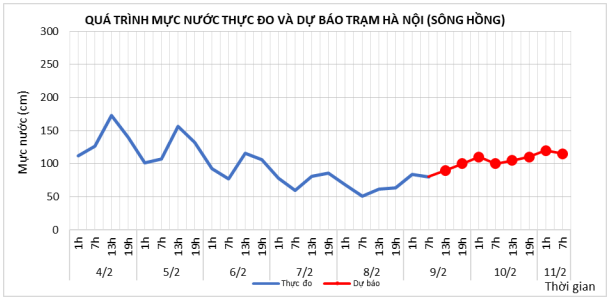 QUÁ TRÌNH MỰC NƯỚC THỰC ĐO VÀ DỰ BÁO TRẠM HÀ NỘI (SÔNG HỒNG)
Mực nước (cm)
300
250
200
150
100
50
0
1h 7h 13h 19h 1h 7h 13h 19h 1h 7h 13h 19h 1h 7h 13h 19h 1h 7h 13h 19h 1h 7h 13h 19h 1h 7h 13h 19h 1h 7h
4/2 5/2 6/2 7/2 8/2 9/2 10/2 11/2
Thực đo Dự báo Thời gian